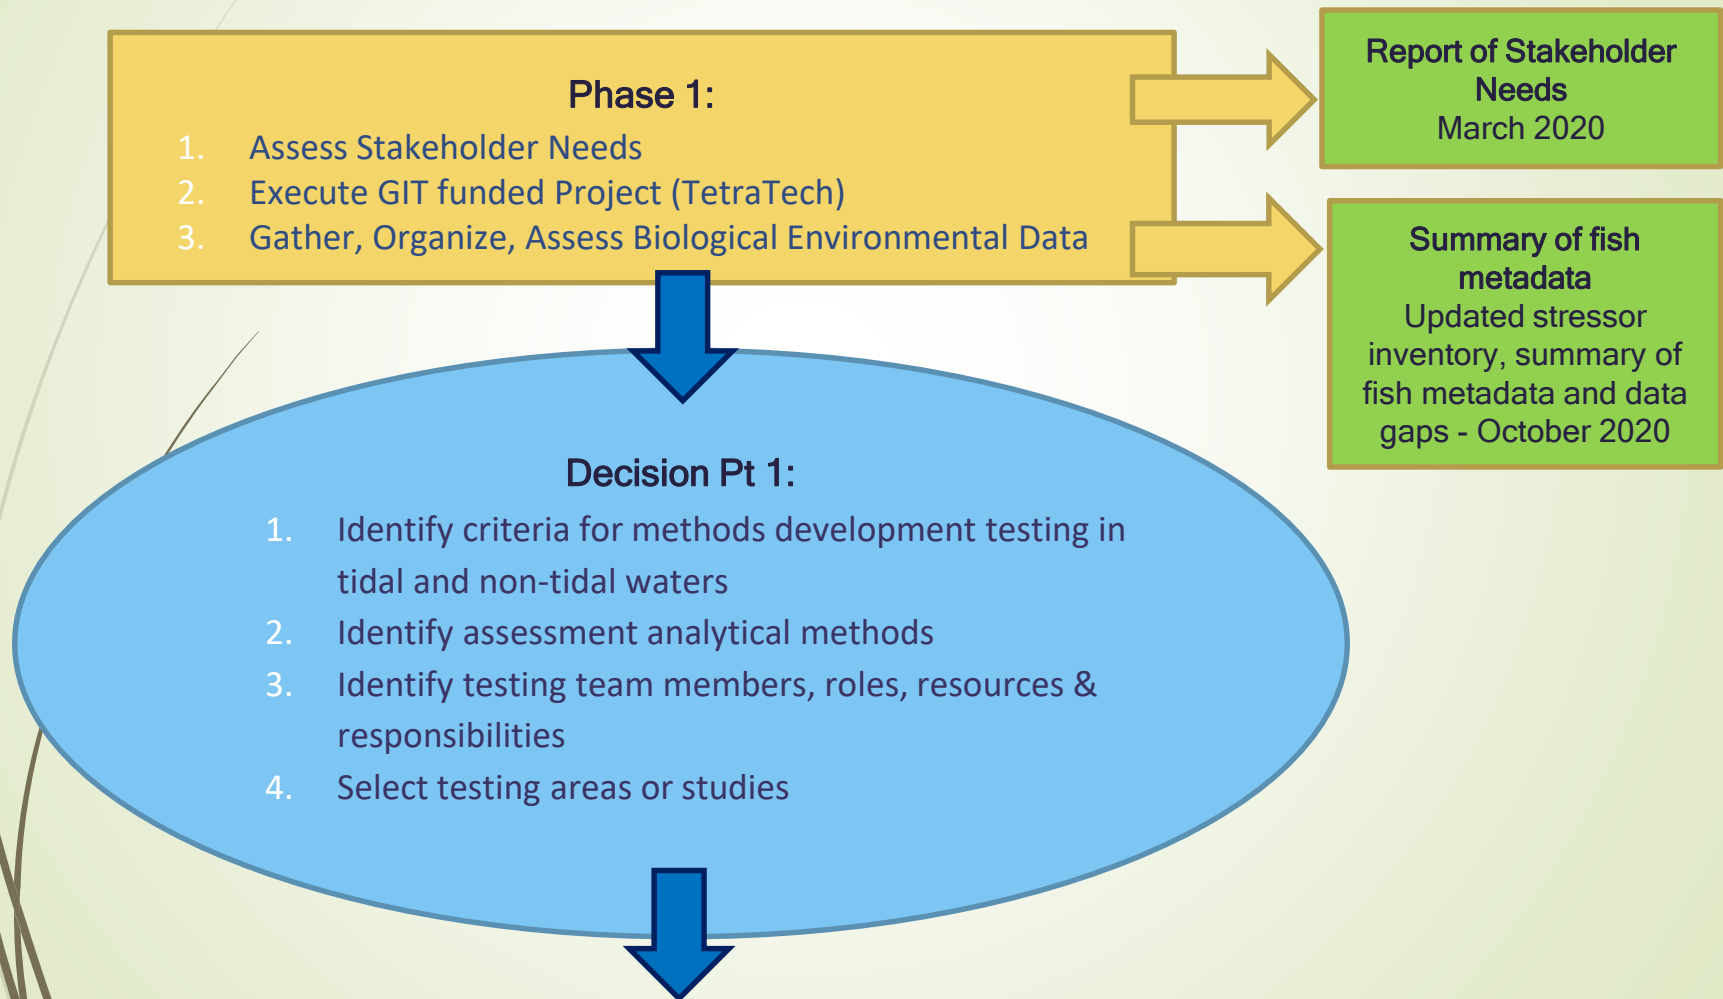 Phase 1:
1. Assess Stakeholder Needs
2. Execute GIT funded Project (TetraTech)
3. Gather, Organize, Assess Biological Environmental Data
Report of Stakeholder
Needs
March 2020
Summary of fish
metadata
Updated stressor
inventory, summary of
fish metadata and data
gaps - October 2020
Decision Pt 1:
1. Identify criteria for methods development testing in
tidal and non-tidal waters
2. Identify assessment analytical methods
3. Identify testing team members, roles, resources &
responsibilities
4. Select testing areas or studies